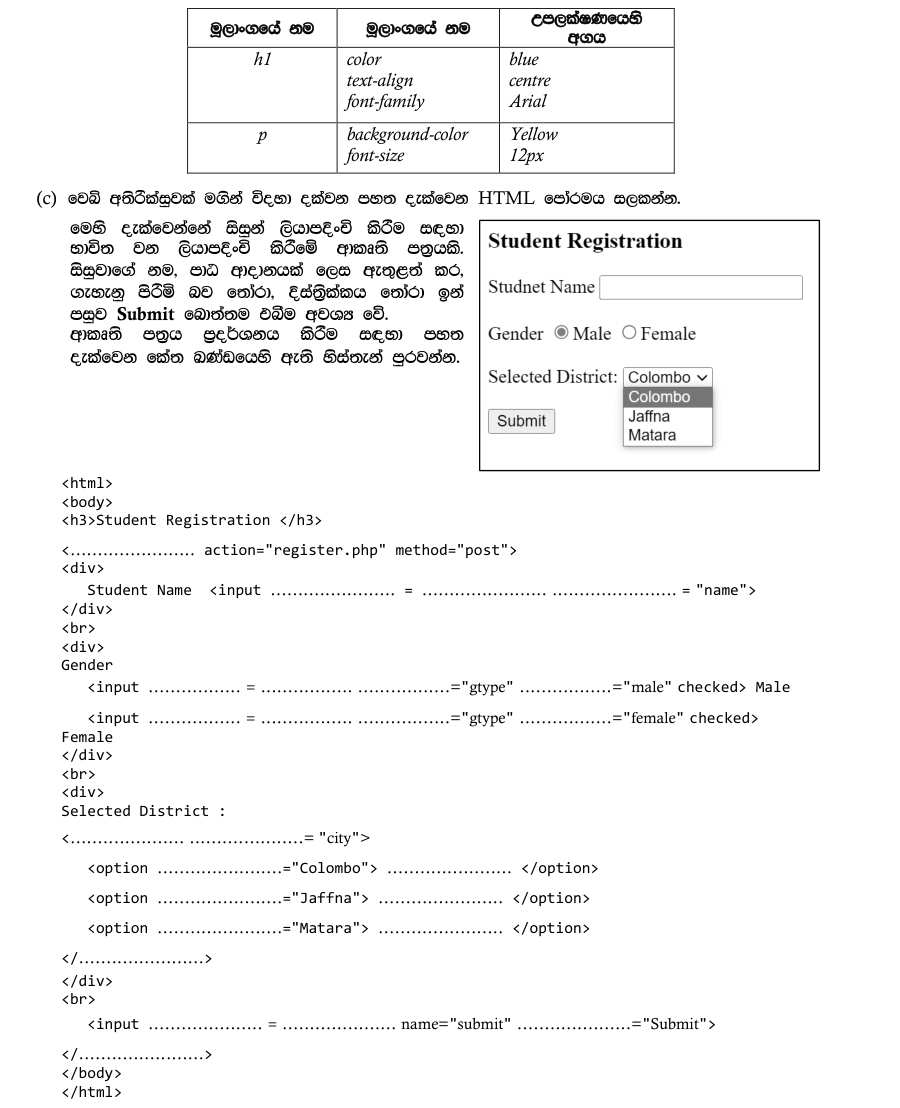 මූලාංගයේ නම මූලාංගයේ නම උපලක්ෂණයෙහි අගය
h1 color blue
text-align centre
font-family Arial
p background-color Yellow
font-size 12px
(c) වෙබ් අතිරික්සුවක් මගින් විදහා දක්වන පහත දැක්වෙන HTML පෝරමය සලකන්න.
මෙහි දැක්වෙන්නේ සිසුන් ලියාපදිංචි කිරීම සඳහා
භාවිත වන ලියාපදිංචි කිරීමේ ආකෘති පත්‍රයකි.
සිසුවාගේ නම, පාඨ ආදානයක් ලෙස ඇතුළත් කර,
ගැහැනු පිරිමි බව තෝරා, දිස්ත්‍රික්කය තෝරා ඉන්
පසුව Submit බොත්තම එබීම අවශ්‍ය වේ.
ආකෘති පත්‍රය ප්‍රදර්ශනය කිරීම සඳහා පහත
දැක්වෙන කේත ඛණ්ඩයෙහි ඇති හිස්තැන් පුරවන්න.
Student Registration
Studnet Name
Gender Male Female
Selected District: Colombo
Colombo
Jaffna
Submit
Matara
<html>
<body>
<h3>Student Registration </h3>
<....................... action="register.php" method="post">
<div>
Student Name <input ....................... = ....................... ....................... = "name">
</div>
<br>
<div>
Gender
<input ................. = ................. .................="gtype" .................="male" checked> Male
<input ................. = ................. .................="gtype" .................="female" checked>
Female
</div>
<br>
<div>
Selected District :
<..................... .....................= "city">
<option .......................="Colombo"> ....................... </option>
<option .......................="Jaffna"> ....................... </option>
<option .......................="Matara"> ....................... </option>
</.......................>
</div>
<br>
<input ..................... = ..................... name="submit" .....................="Submit">
</.......................>
</body>
</html>